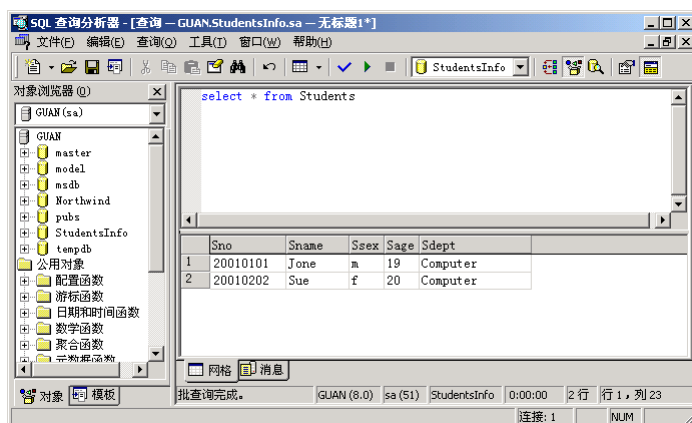 SQL 查询分析器 - [查询 — GUAN.StudentsInfo.sa — 无标题1*]
文件(F) 编辑(E) 查询(Q) 工具(T) 窗口(W) 帮助(H)
StudentsInfo
对象浏览器(O)
GUAN(sa)
GUAN
master
model
msdb
Northwind
pubs
StudentsInfo
tempdb
公用对象
配置函数
游标函数
日期和时间函数
数学函数
聚合函数
元数据函数
对象 模板
select * from Students
Sno Sname Ssex Sage Sdept
1 20010101 Jone m 19 Computer
2 20010202 Sue f 20 Computer
网格 消息
批查询完成。 GUAN (8.0) sa (51) StudentsInfo 0:00:00 2 行 行 1，列 23
连接: 1 NUM